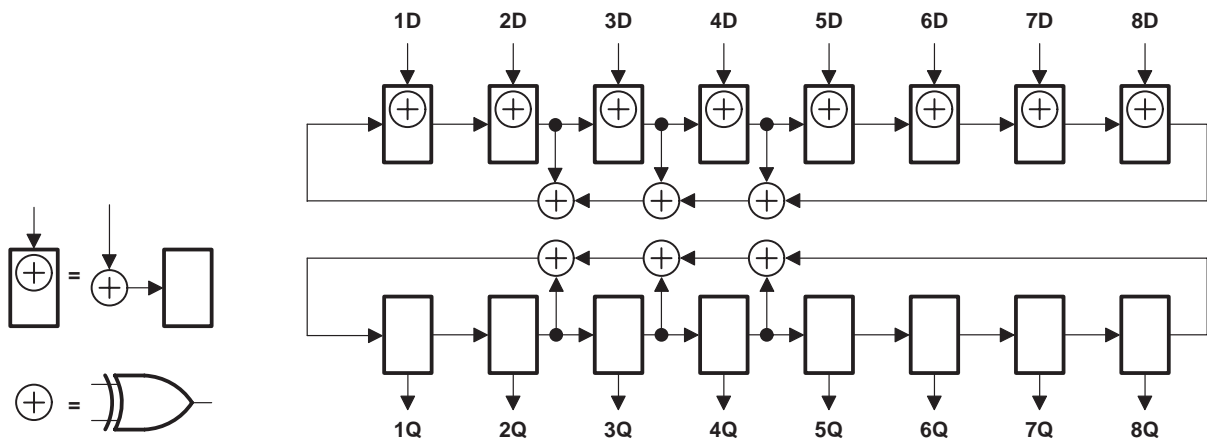 1D 2D 3D 4D 5D 6D 7D 8D
=
=
1Q 2Q 3Q 4Q 5Q 6Q 7Q 8Q